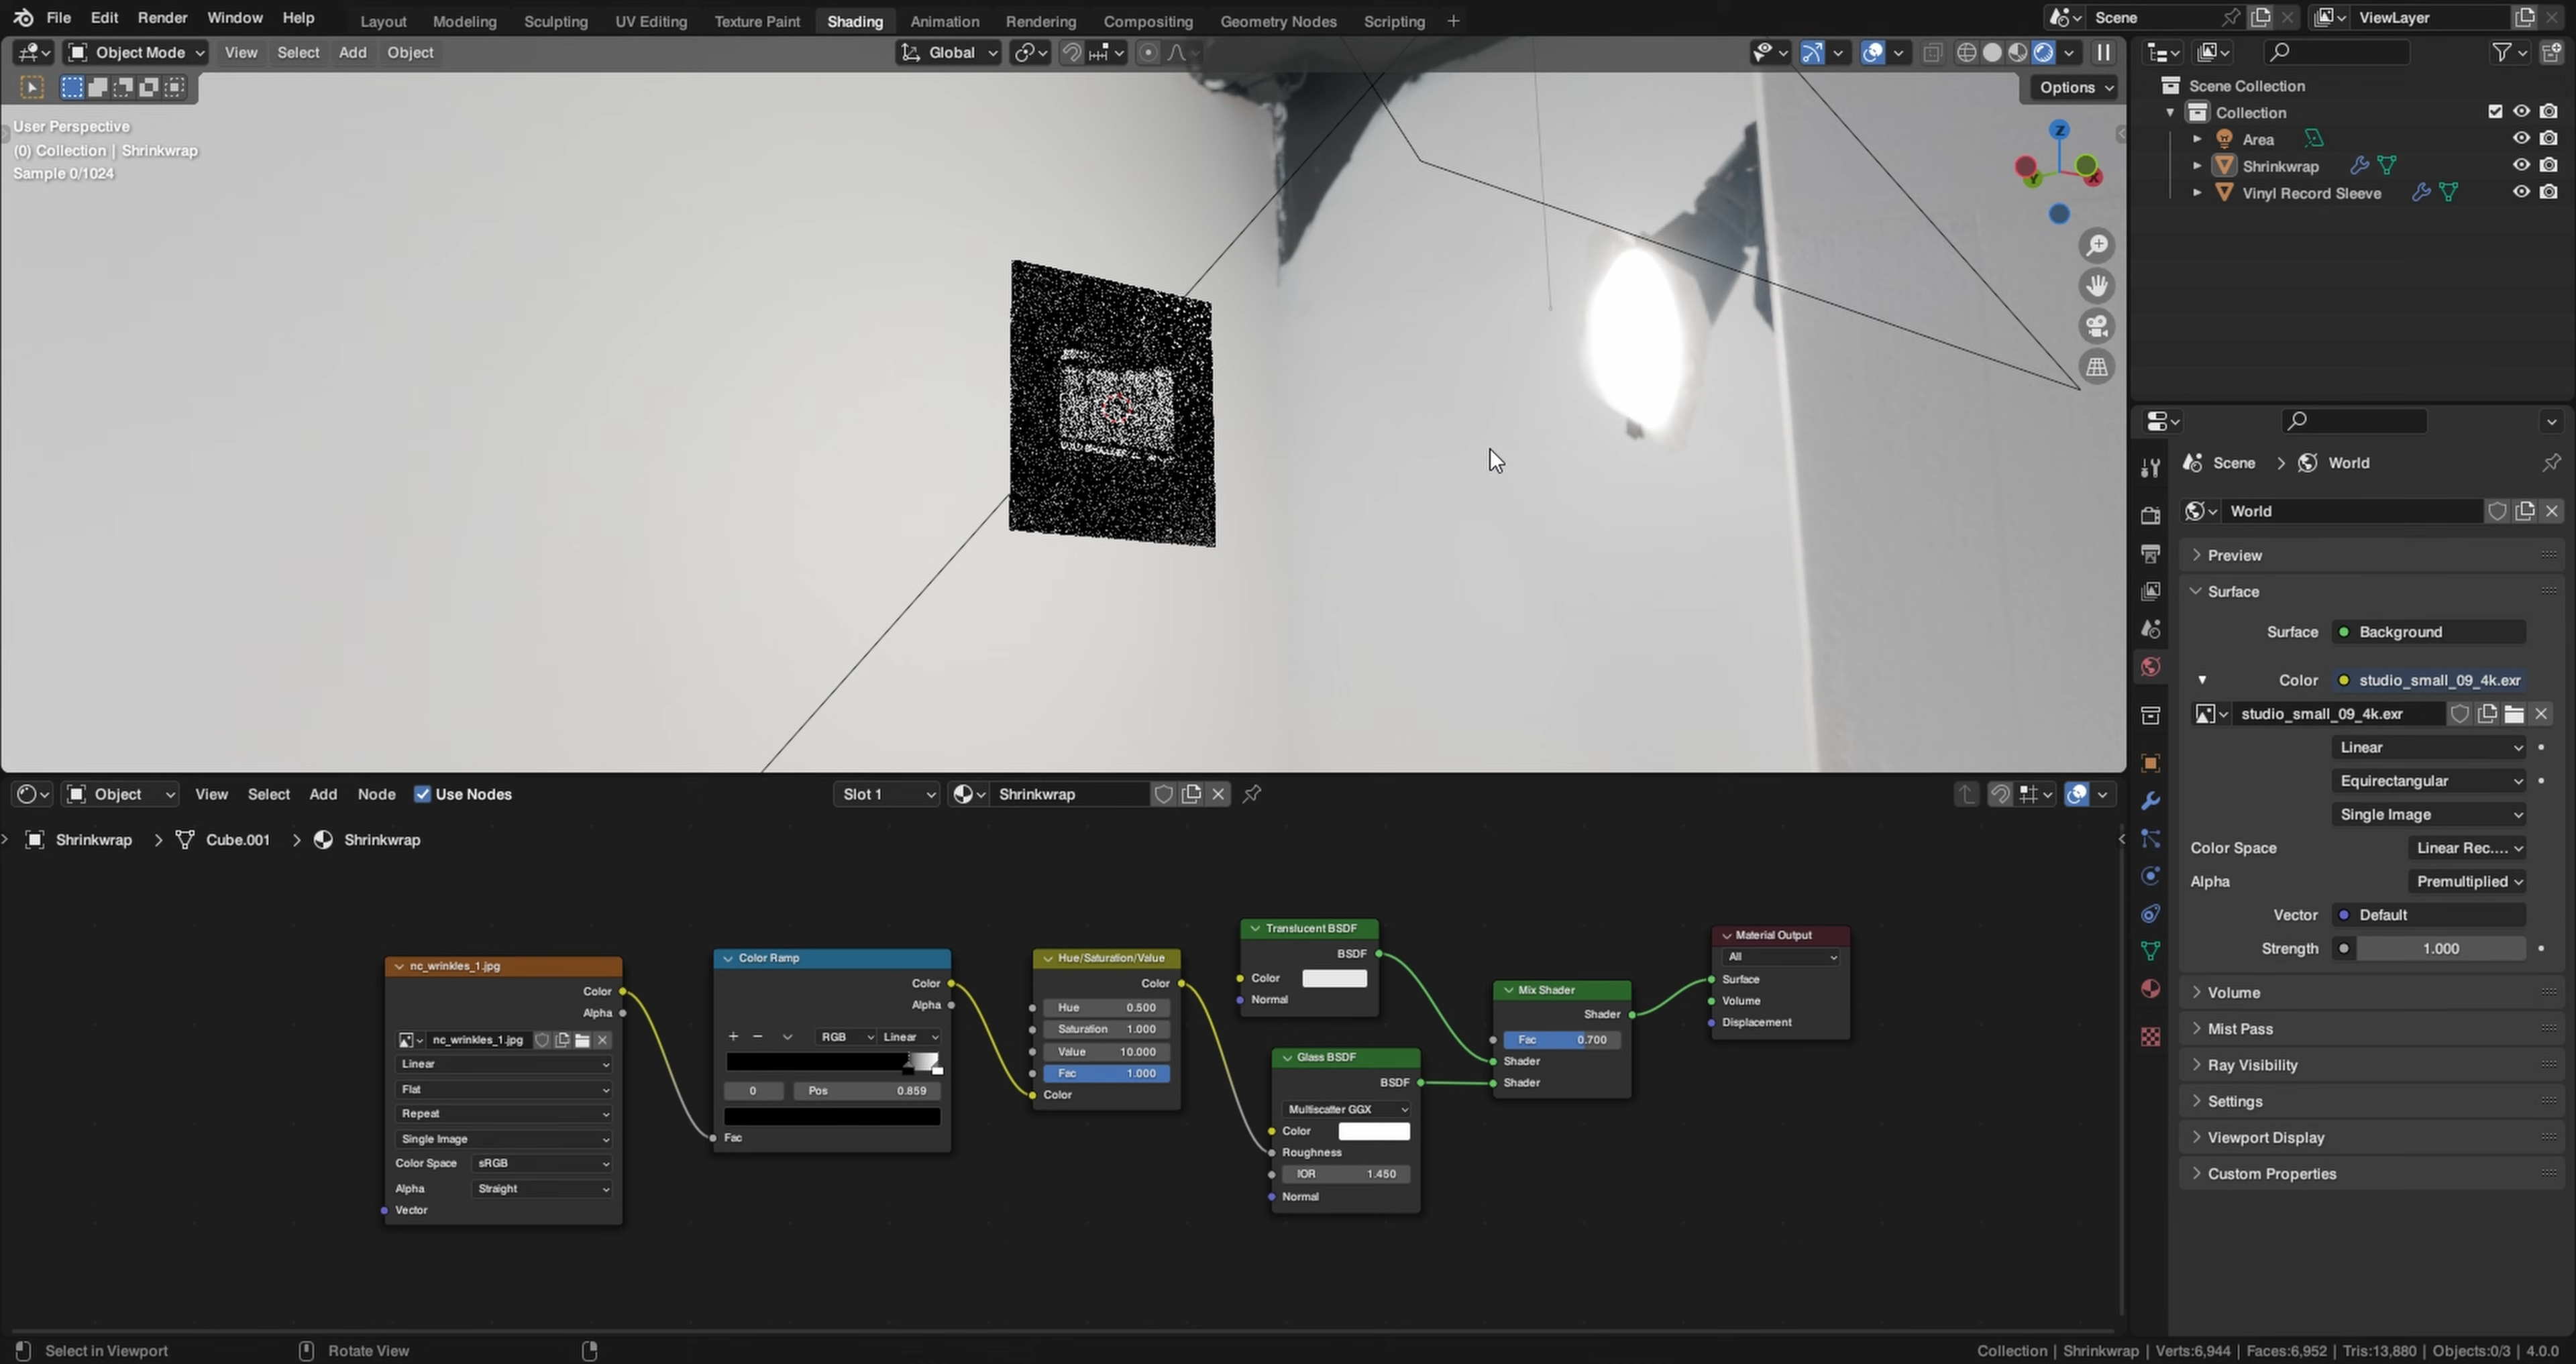 File Edit Render Window Help Layout Modeling Sculpting UV Editing Texture Paint Shading Animation Rendering Compositing Geometry Nodes Scripting + Scene ViewLayer
Object Mode View Select Add Object Global
Options
User Perspective
(0) Collection | Shrinkwrap
Sample 0/1024
Z
Y
X
Scene Collection
Collection
Area
Shrinkwrap
Vinyl Record Sleeve
Scene > World
World
Preview
Surface
Surface Background
Color studio_small_09_4k.exr
studio_small_09_4k.exr
Linear
Equirectangular
Single Image
Color Space Linear Rec....
Alpha Premultiplied
Vector Default
Strength 1.000
Volume
Mist Pass
Ray Visibility
Settings
Viewport Display
Custom Properties
Object View Select Add Node Use Nodes Slot 1 Shrinkwrap
Shrinkwrap > Cube.001 > Shrinkwrap
nc_wrinkles_1.jpg
Color
Alpha
nc_wrinkles_1.jpg
Linear
Flat
Repeat
Single Image
Color Space sRGB
Alpha Straight
Vector
Color Ramp
Color
Alpha
+ − RGB Linear
0 Pos 0.859
Fac
Hue/Saturation/Value
Color
Hue 0.500
Saturation 1.000
Value 10.000
Fac 1.000
Color
Translucent BSDF
BSDF
Color
Normal
Glass BSDF
BSDF
Multiscatter GGX
Color
Roughness
IOR 1.450
Normal
Mix Shader
Shader
Fac 0.700
Shader
Shader
Material Output
All
Surface
Volume
Displacement
Select in Viewport Rotate View Collection | Shrinkwrap | Verts:6,944 | Faces:6,952 | Tris:13,880 | Objects:0/3 | 4.0.0